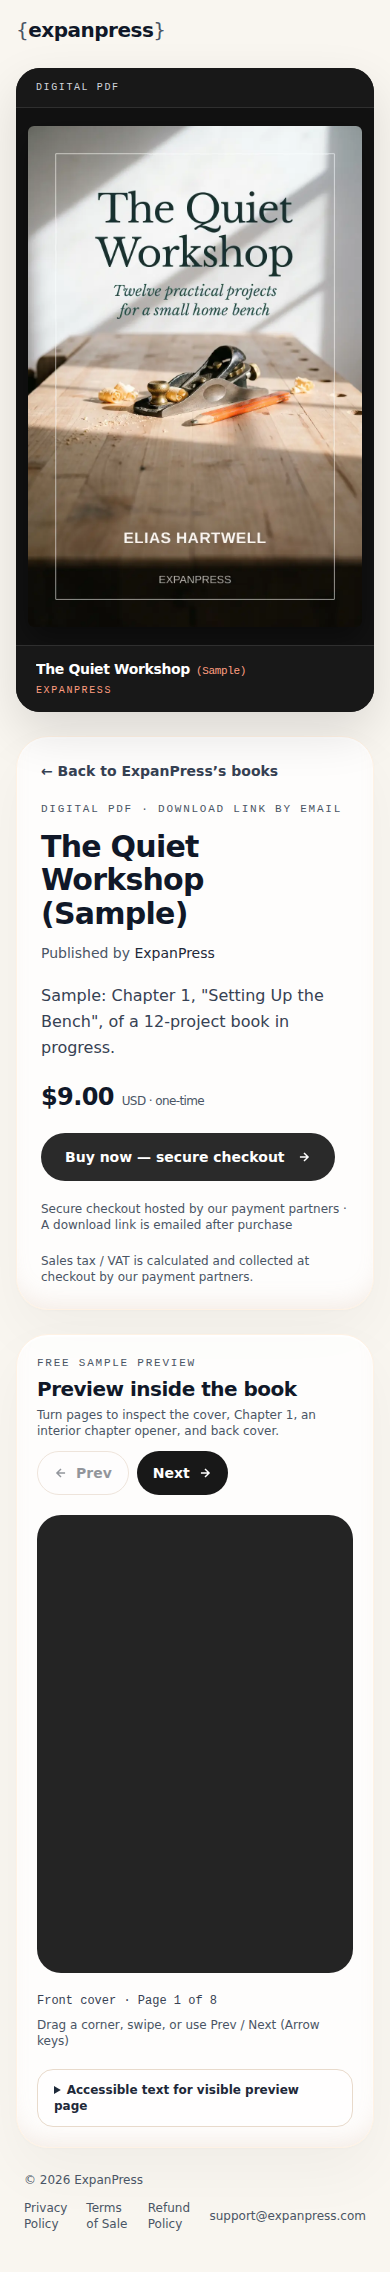 {expanpress}
DIGITAL PDF
The Quiet
Workshop
Twelve practical projects
for a small home bench
ELIAS HARTWELL
EXPANPRESS
The Quiet Workshop (Sample)
EXPANPRESS
← Back to ExpanPress’s books
DIGITAL PDF · DOWNLOAD LINK BY EMAIL
The Quiet
Workshop
(Sample)
Published by ExpanPress
Sample: Chapter 1, "Setting Up the
Bench", of a 12-project book in
progress.
$9.00 USD · one-time
Buy now — secure checkout →
Secure checkout hosted by our payment partners ·
A download link is emailed after purchase
Sales tax / VAT is calculated and collected at
checkout by our payment partners.
FREE SAMPLE PREVIEW
Preview inside the book
Turn pages to inspect the cover, Chapter 1, an
interior chapter opener, and back cover.
← Prev Next →
Front cover · Page 1 of 8
Drag a corner, swipe, or use Prev / Next (Arrow
keys)
▶ Accessible text for visible preview
page
© 2026 ExpanPress
Privacy Policy
Terms of Sale
Refund Policy
support@expanpress.com